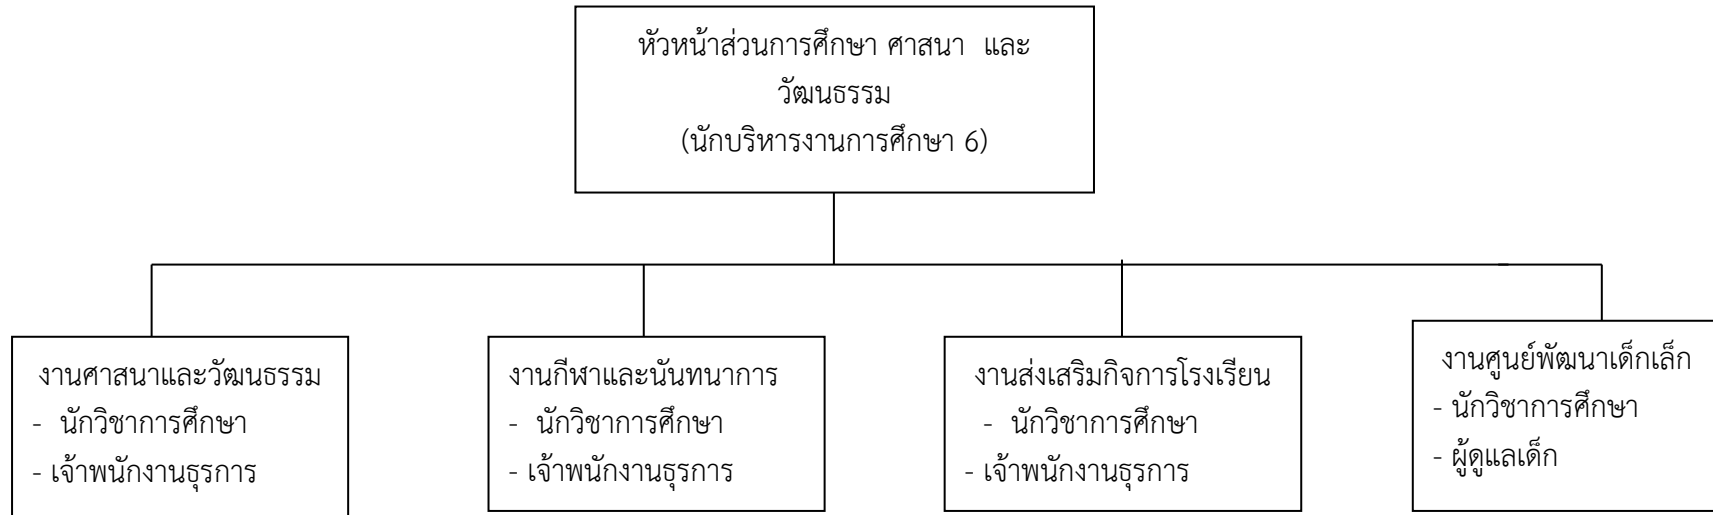 หัวหน้าส่วนการศึกษา ศาสนา และ
วัฒนธรรม
(นักบริหารงานการศึกษา 6)
งานศาสนาและวัฒนธรรม
- นักวิชาการศึกษา
- เจ้าพนักงานธุรการ
งานกีฬาและนันทนาการ
- นักวิชาการศึกษา
- เจ้าพนักงานธุรการ
งานส่งเสริมกิจการโรงเรียน
- นักวิชาการศึกษา
- เจ้าพนักงานธุรการ
งานศูนย์พัฒนาเด็กเล็ก
- นักวิชาการศึกษา
- ผู้ดูแลเด็ก